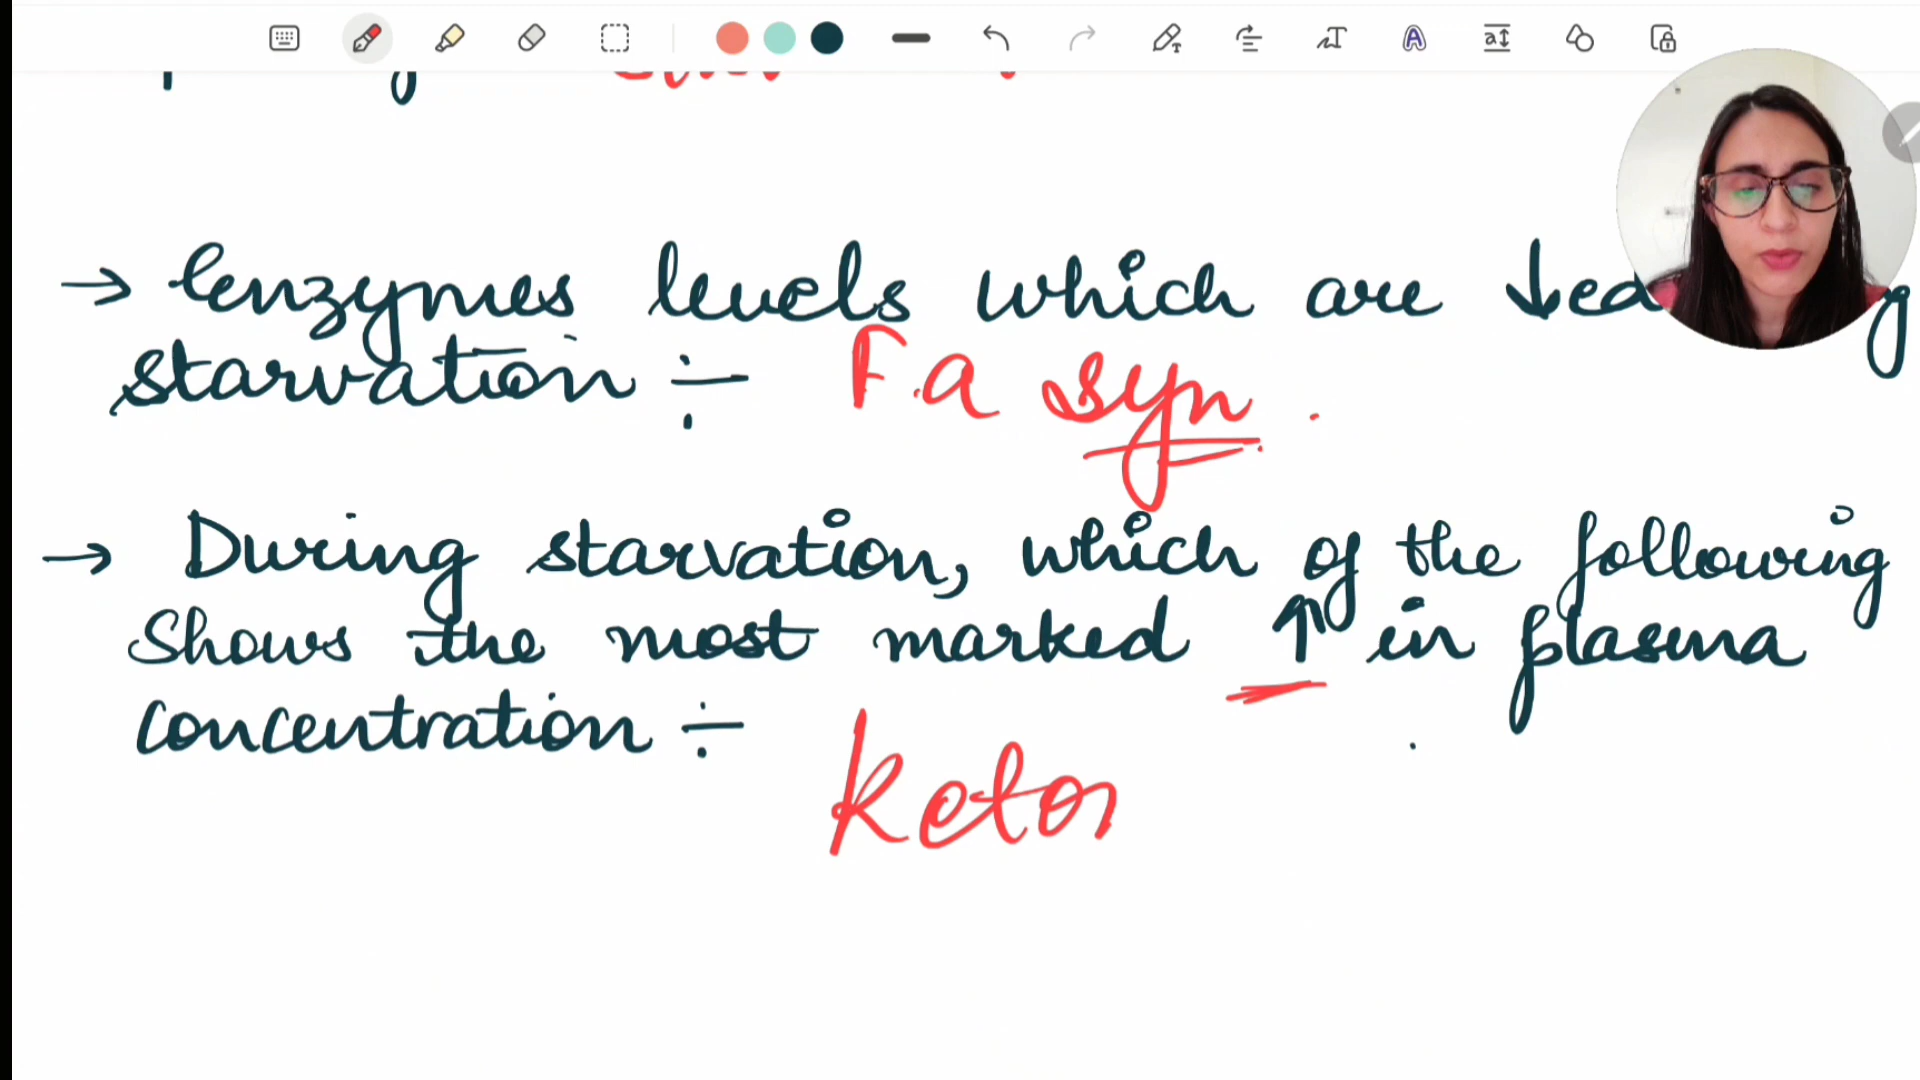 → Enzymes levels which are ↓ed
starvation ÷ F.a syn.
→ During starvation, which of the following
shows the most marked ↑ in plasma
concentration ÷
keton